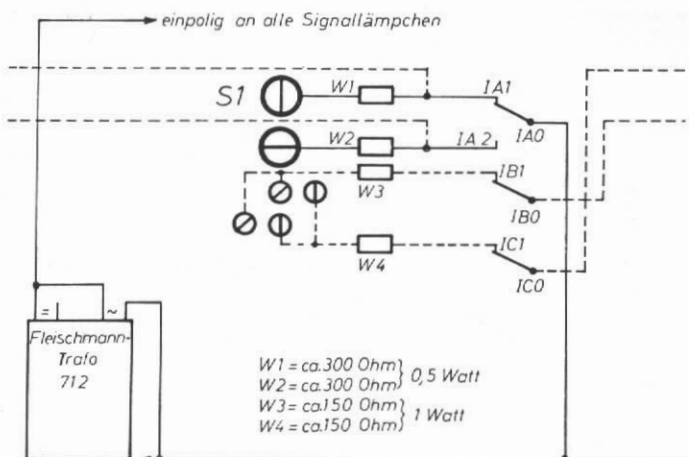 einpolig an alle Signallämpchen
S1
W1
IA1
IA0
W2
IA2
W3
IB1
IB0
W4
IC1
IC0
= ~
Fleischmann-
Trafo
712
W1 = ca.300 Ohm
W2 = ca.300 Ohm
0,5 Watt
W3 = ca.150 Ohm
W4 = ca.150 Ohm
1 Watt